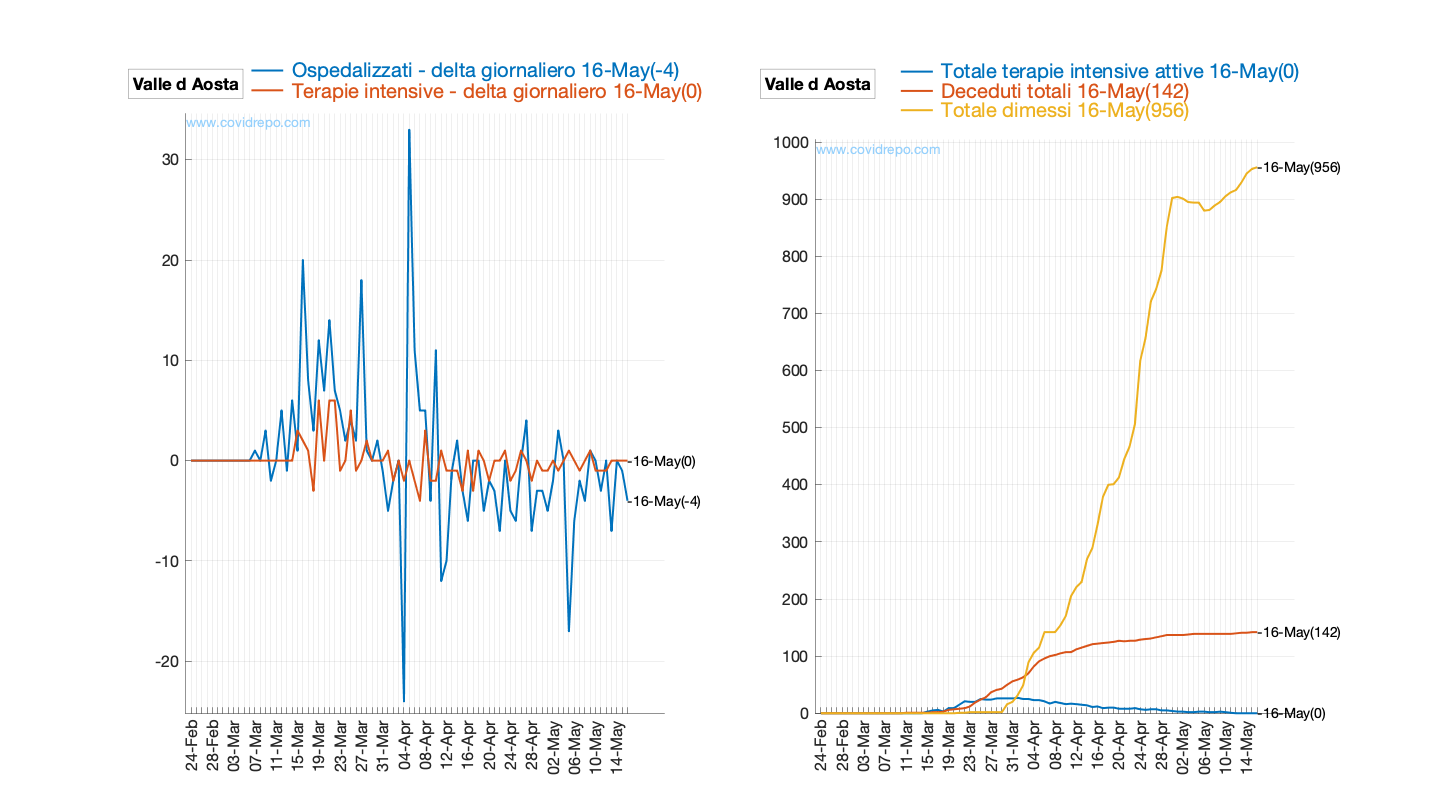 Valle d Aosta
Ospedalizzati - delta giornaliero 16-May(-4)
Terapie intensive - delta giornaliero 16-May(0)
www.covidrepo.com
30
20
10
0
-10
-20
16-May(0)
16-May(-4)
24-Feb
28-Feb
03-Mar
07-Mar
11-Mar
15-Mar
19-Mar
23-Mar
27-Mar
31-Mar
04-Apr
08-Apr
12-Apr
16-Apr
20-Apr
24-Apr
28-Apr
02-May
06-May
10-May
14-May
Valle d Aosta
Totale terapie intensive attive 16-May(0)
Deceduti totali 16-May(142)
Totale dimessi 16-May(956)
www.covidrepo.com
1000
900
800
700
600
500
400
300
200
100
0
16-May(956)
16-May(142)
16-May(0)
24-Feb
28-Feb
03-Mar
07-Mar
11-Mar
15-Mar
19-Mar
23-Mar
27-Mar
31-Mar
04-Apr
08-Apr
12-Apr
16-Apr
20-Apr
24-Apr
28-Apr
02-May
06-May
10-May
14-May